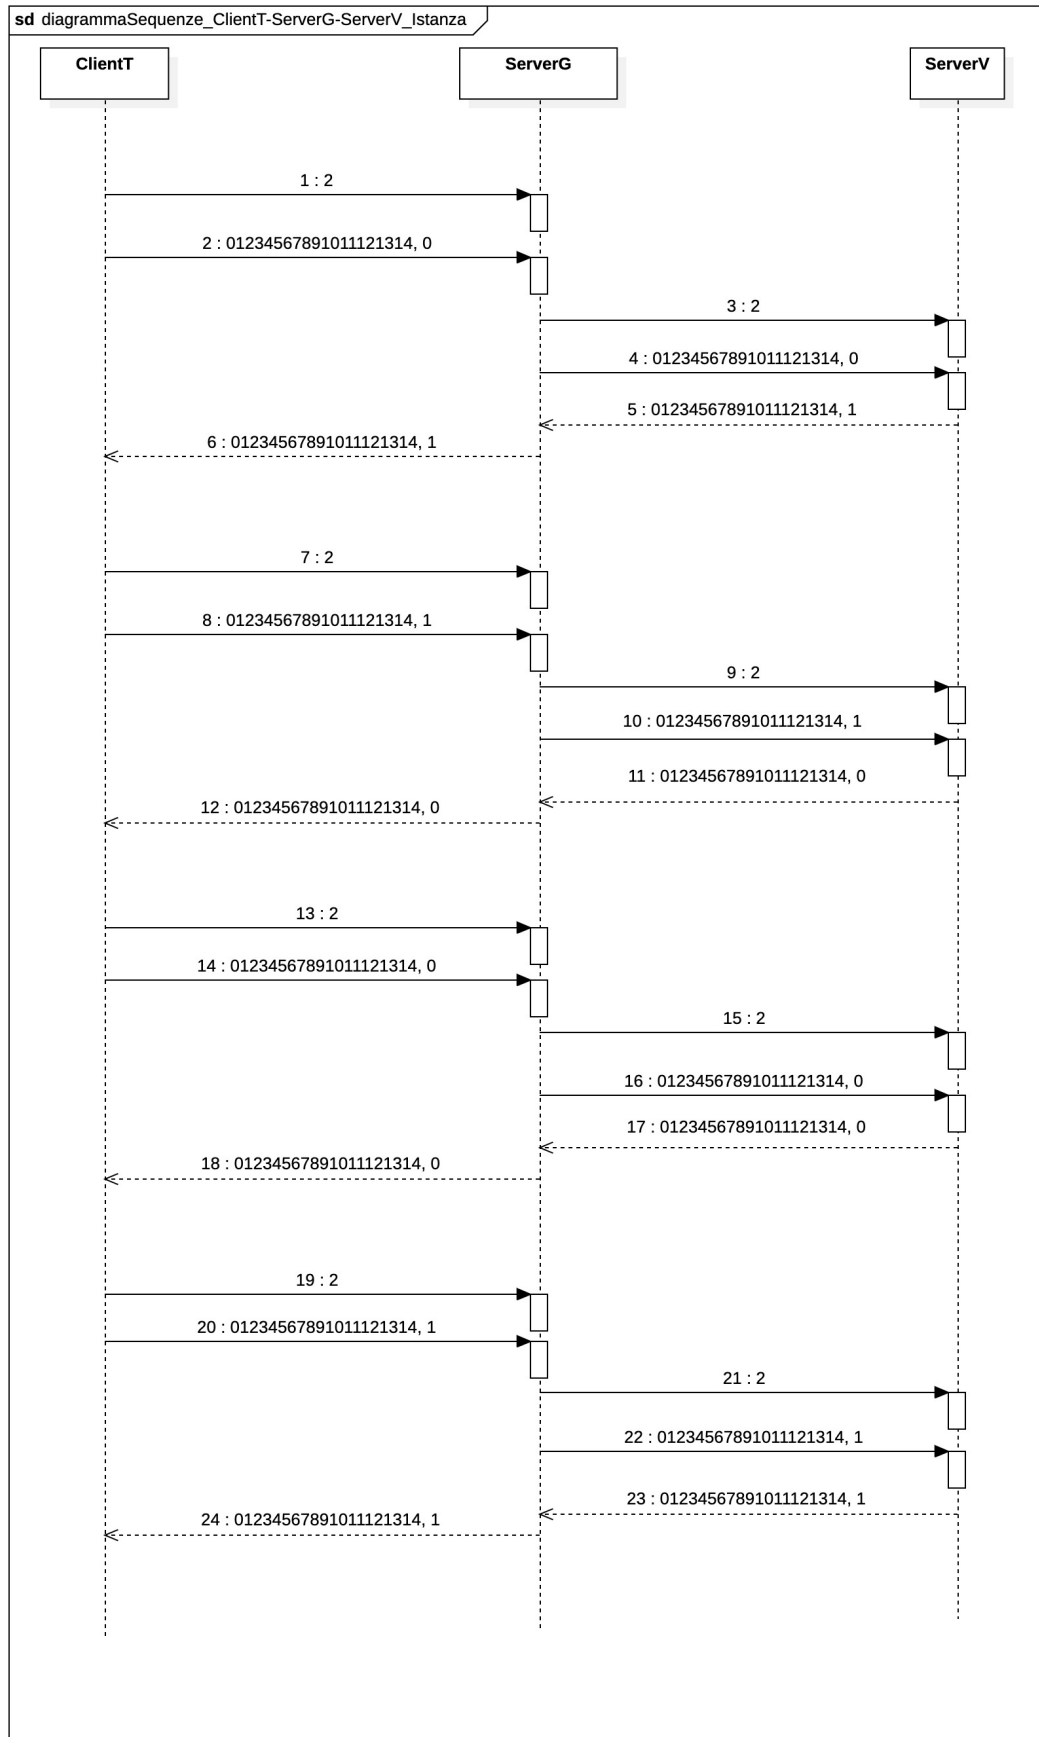 sd diagrammaSequenze_ClientT-ServerG-ServerV_Istanza
ClientT
ServerG
ServerV
1 : 2
2 : 01234567891011121314, 0
3 : 2
4 : 01234567891011121314, 0
5 : 01234567891011121314, 1
6 : 01234567891011121314, 1
7 : 2
8 : 01234567891011121314, 1
9 : 2
10 : 01234567891011121314, 1
11 : 01234567891011121314, 0
12 : 01234567891011121314, 0
13 : 2
14 : 01234567891011121314, 0
15 : 2
16 : 01234567891011121314, 0
17 : 01234567891011121314, 0
18 : 01234567891011121314, 0
19 : 2
20 : 01234567891011121314, 1
21 : 2
22 : 01234567891011121314, 1
23 : 01234567891011121314, 1
24 : 01234567891011121314, 1